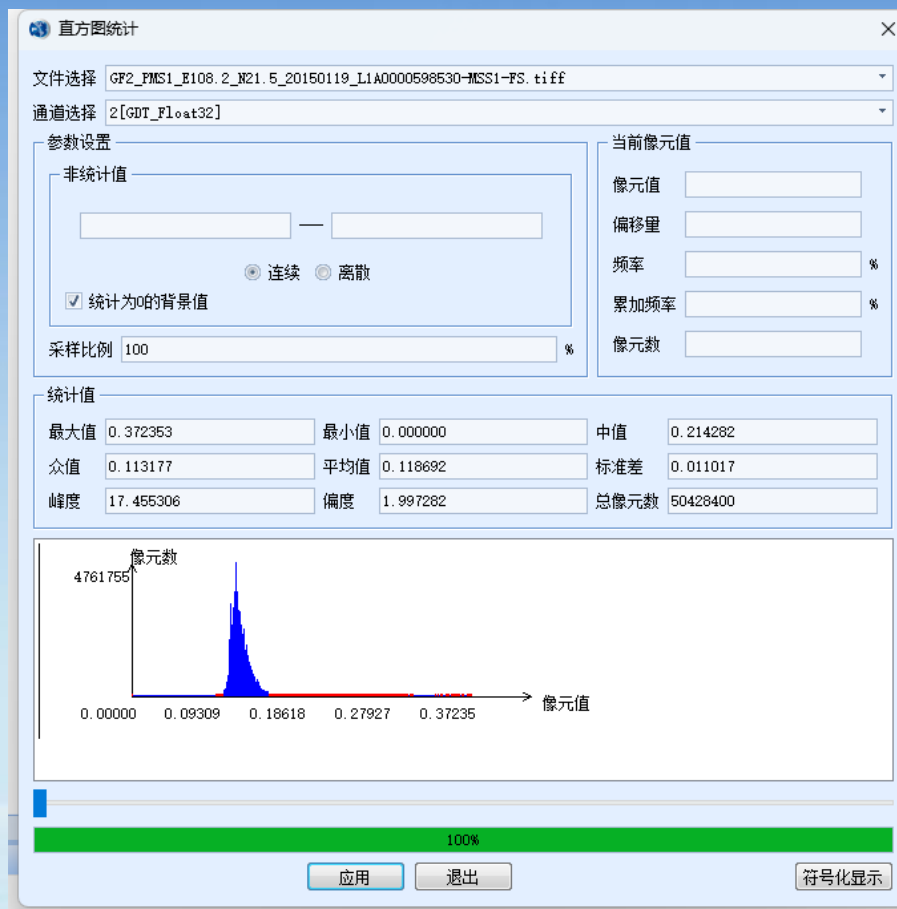 直方图统计
文件选择 GF2_PMS1_E108.2_N21.5_20150119_L1A0000598530-MSS1-FS.tiff
通道选择 2[GDT_Float32]
参数设置
非统计值
—
连续 离散
统计为0的背景值
采样比例 100 %
当前像元值
像元值
偏移量
频率 %
累加频率 %
像元数
统计值
最大值 0.372353 最小值 0.000000 中值 0.214282
众值 0.113177 平均值 0.118692 标准差 0.011017
峰度 17.455306 偏度 1.997282 总像元数 50428400
像元数
4761755
0.00000 0.09309 0.18618 0.27927 0.37235 像元值
100%
应用 退出 符号化显示